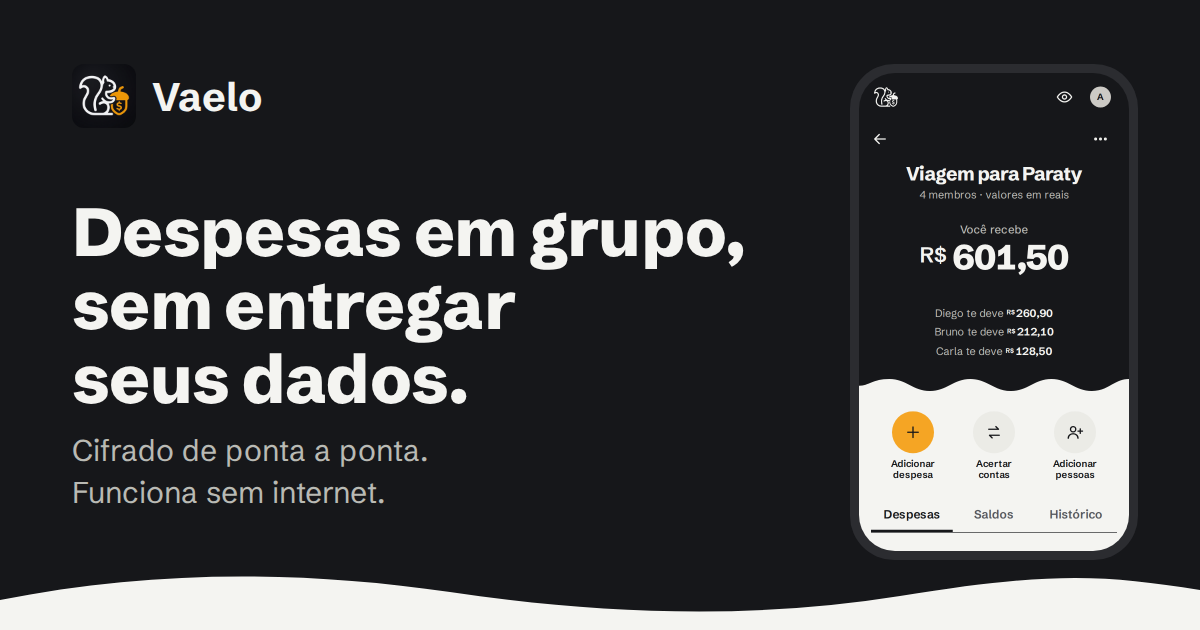 Vaelo
Despesas em grupo,
sem entregar
seus dados.
Cifrado de ponta a ponta.
Funciona sem internet.
$
A
Viagem para Paraty
4 membros · valores em reais
Você recebe
R$ 601,50
Diego te deve R$ 260,90
Bruno te deve R$ 212,10
Carla te deve R$ 128,50
Adicionar
despesa
Acertar
contas
Adicionar
pessoas
Despesas
Saldos
Histórico